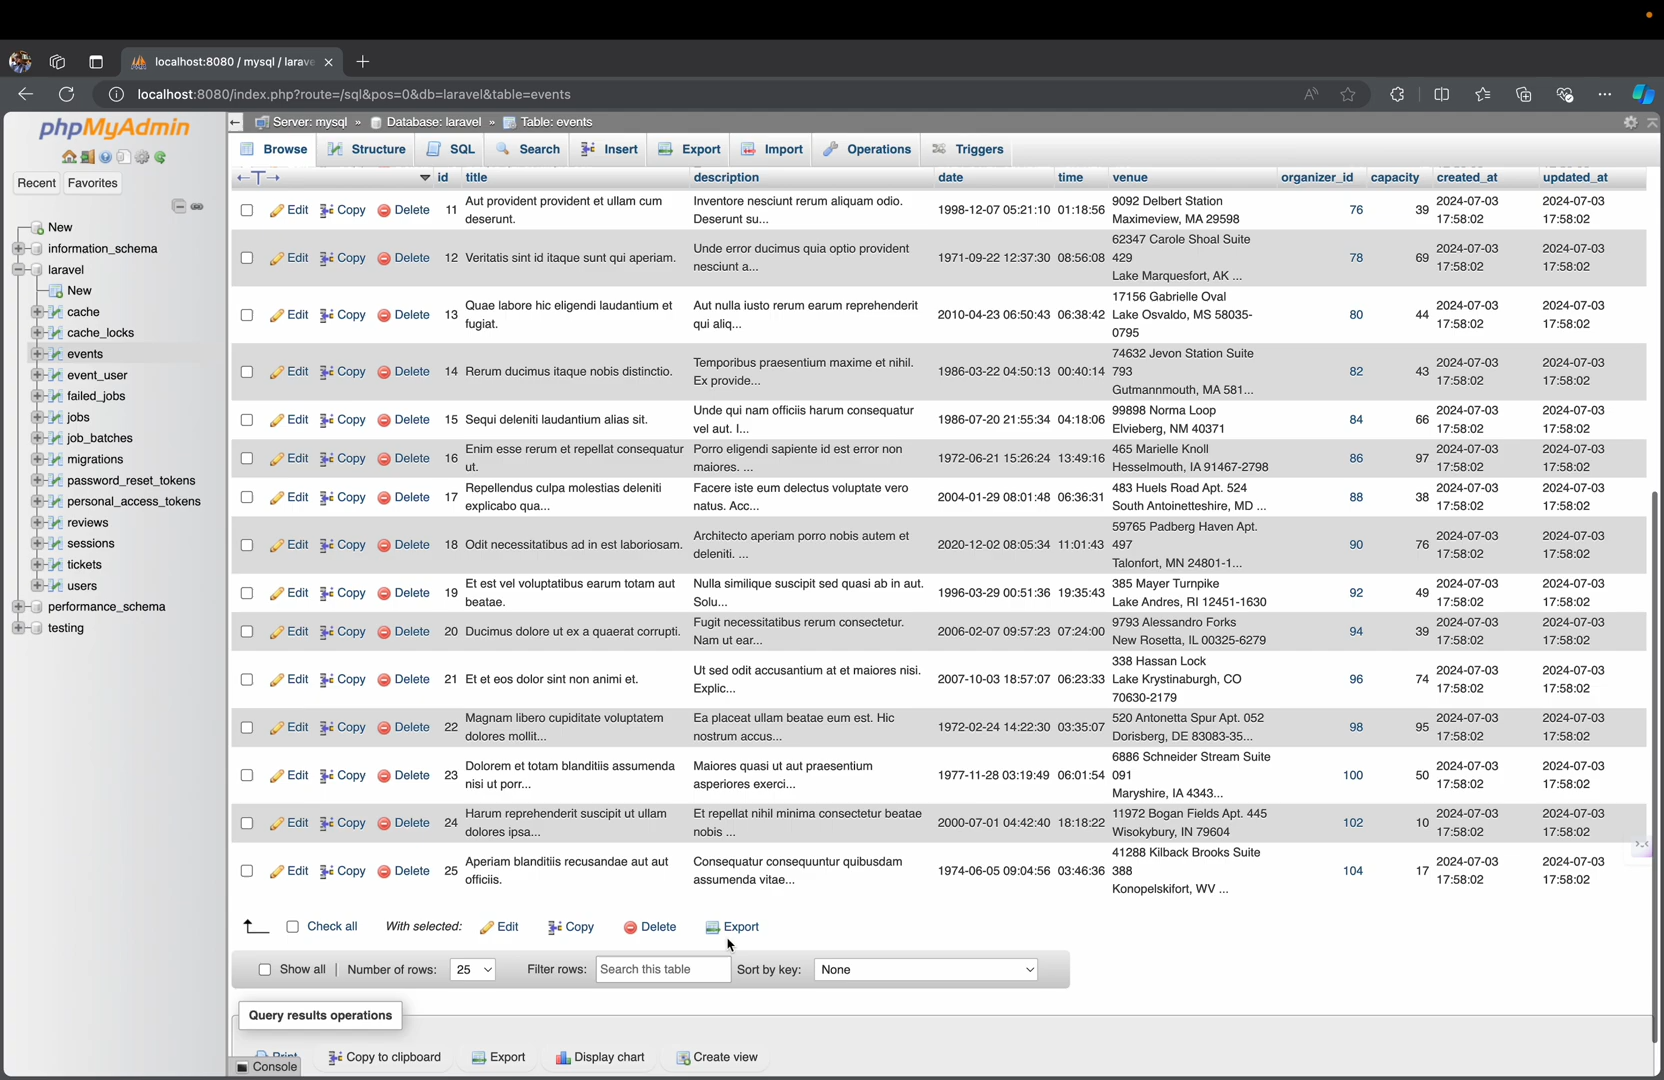 localhost:8080 / mysql / larave
localhost:8080/index.php?route=/sql&pos=0&db=laravel&table=events
phpMyAdmin
Recent Favorites
New
information_schema
laravel
New
cache
cache_locks
events
event_user
failed_jobs
jobs
job_batches
migrations
password_reset_tokens
personal_access_tokens
reviews
sessions
tickets
users
performance_schema
testing
Server: mysql » Database: laravel » Table: events
Browse Structure SQL Search Insert Export Import Operations Triggers
id title description date time venue organizer_id capacity created_at updated_at
Edit Copy Delete 11 Aut provident provident et ullam cum
deserunt.
Inventore nesciunt rerum aliquam odio.
Deserunt su...
1998-12-07 05:21:10 01:18:56 9092 Delbert Station
Maximeview, MA 29598
76 39 2024-07-03
17:58:02
2024-07-03
17:58:02
Edit Copy Delete 12 Veritatis sint id itaque sunt qui aperiam.
Unde error ducimus quia optio provident
nesciunt a...
1971-09-22 12:37:30 08:56:08
62347 Carole Shoal Suite
429
Lake Marquesfort, AK ...
78 69 2024-07-03
17:58:02
2024-07-03
17:58:02
Edit Copy Delete 13 Quae labore hic eligendi laudantium et
fugiat.
Aut nulla iusto rerum earum reprehenderit
qui aliq...
2010-04-23 06:50:43 06:38:42
17156 Gabrielle Oval
Lake Osvaldo, MS 58035-
0795
80 44 2024-07-03
17:58:02
2024-07-03
17:58:02
Edit Copy Delete 14 Rerum ducimus itaque nobis distinctio.
Temporibus praesentium maxime et nihil.
Ex provide...
1986-03-22 04:50:13 00:40:14
74632 Jevon Station Suite
793
Gutmannmouth, MA 581...
82 43 2024-07-03
17:58:02
2024-07-03
17:58:02
Edit Copy Delete 15 Sequi deleniti laudantium alias sit.
Unde qui nam officiis harum consequatur
vel aut. I...
1986-07-20 21:55:34 04:18:06 99898 Norma Loop
Elvieberg, NM 40371
84 66 2024-07-03
17:58:02
2024-07-03
17:58:02
Edit Copy Delete 16 Enim esse rerum et repellat consequatur
ut.
Porro eligendi sapiente id est error non
maiores. ...
1972-06-21 15:26:24 13:49:16 465 Marielle Knoll
Hesselmouth, IA 91467-2798
86 97 2024-07-03
17:58:02
2024-07-03
17:58:02
Edit Copy Delete 17 Repellendus culpa molestias deleniti
explicabo qua...
Facere iste eum delectus voluptate vero
natus. Acc...
2004-01-29 08:01:48 06:36:31 483 Huels Road Apt. 524
South Antoinetteshire, MD ...
88 38 2024-07-03
17:58:02
2024-07-03
17:58:02
Edit Copy Delete 18 Odit necessitatibus ad in est laboriosam.
Architecto aperiam porro nobis autem et
deleniti. ...
2020-12-02 08:05:34 11:01:43
59765 Padberg Haven Apt.
497
Talonfort, MN 24801-1...
90 76 2024-07-03
17:58:02
2024-07-03
17:58:02
Edit Copy Delete 19 Et est vel voluptatibus earum totam aut
beatae.
Nulla similique suscipit sed quasi ab in aut.
Solu...
1996-03-29 00:51:36 19:35:43 385 Mayer Turnpike
Lake Andres, RI 12451-1630
92 49 2024-07-03
17:58:02
2024-07-03
17:58:02
Edit Copy Delete 20 Ducimus dolore ut ex a quaerat corrupti.
Fugit necessitatibus rerum consectetur.
Nam ut ear...
2006-02-07 09:57:23 07:24:00 9793 Alessandro Forks
New Rosetta, IL 00325-6279
94 39 2024-07-03
17:58:02
2024-07-03
17:58:02
Edit Copy Delete 21 Et et eos dolor sint non animi et.
Ut sed odit accusantium at et maiores nisi.
Explic...
2007-10-03 18:57:07 06:23:33
338 Hassan Lock
Lake Krystinaburgh, CO
70630-2179
96 74 2024-07-03
17:58:02
2024-07-03
17:58:02
Edit Copy Delete 22 Magnam libero cupiditate voluptatem
dolores mollit...
Ea placeat ullam beatae eum est. Hic
nostrum accus...
1972-02-24 14:22:30 03:35:07 520 Antonetta Spur Apt. 052
Dorisberg, DE 83083-35...
98 95 2024-07-03
17:58:02
2024-07-03
17:58:02
Edit Copy Delete 23 Dolorem et totam blanditiis assumenda
nisi ut porr...
Maiores quasi ut aut praesentium
asperiores exerci...
1977-11-28 03:19:49 06:01:54
6886 Schneider Stream Suite
091
Maryshire, IA 4343...
100 50 2024-07-03
17:58:02
2024-07-03
17:58:02
Edit Copy Delete 24 Harum reprehenderit suscipit ut ullam
dolores ipsa...
Et repellat nihil minima consectetur beatae
nobis ...
2000-07-01 04:42:40 18:18:22 11972 Bogan Fields Apt. 445
Wisokybury, IN 79604
102 10 2024-07-03
17:58:02
2024-07-03
17:58:02
Edit Copy Delete 25 Aperiam blanditiis recusandae aut aut
officiis.
Consequatur consequuntur quibusdam
assumenda vitae...
1974-06-05 09:04:56 03:46:36
41288 Kilback Brooks Suite
388
Konopelskifort, WV ...
104 17 2024-07-03
17:58:02
2024-07-03
17:58:02
Check all With selected: Edit Copy Delete Export
Show all Number of rows: 25 Filter rows: Search this table Sort by key: None
Query results operations
Print Copy to clipboard Export Display chart Create view
Console